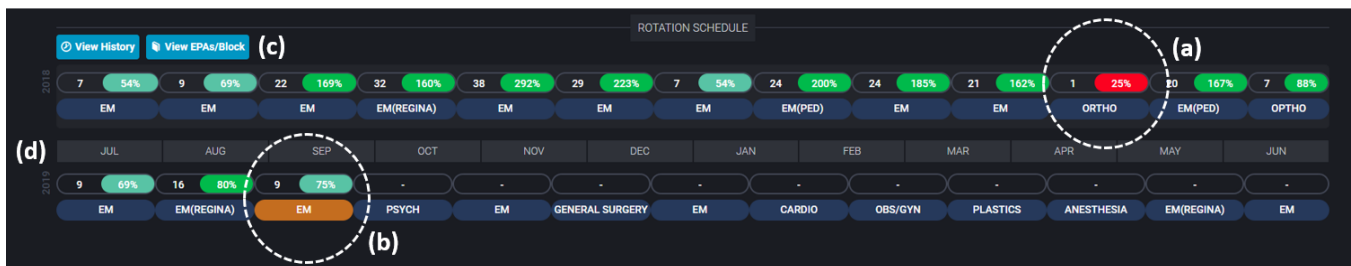 ROTATION SCHEDULE
View History View EPAs/Block (c) (a)
2018 7 54% 9 69% 22 169% 32 160% 38 292% 29 223% 7 54% 24 200% 24 185% 21 162% 1 25% 20 167% 7 88%
EM EM EM EM(REGINA) EM EM EM EM(PED) EM EM ORTHO EM(PED) OPTHO
(d) JUL AUG SEP OCT NOV DEC JAN FEB MAR APR MAY JUN
2019 9 69% 16 80% 9 75% - - - - - - - - - -
EM EM(REGINA) EM PSYCH EM GENERAL SURGERY EM CARDIO OBS/GYN PLASTICS ANESTHESIA EM(REGINA) EM
(b)